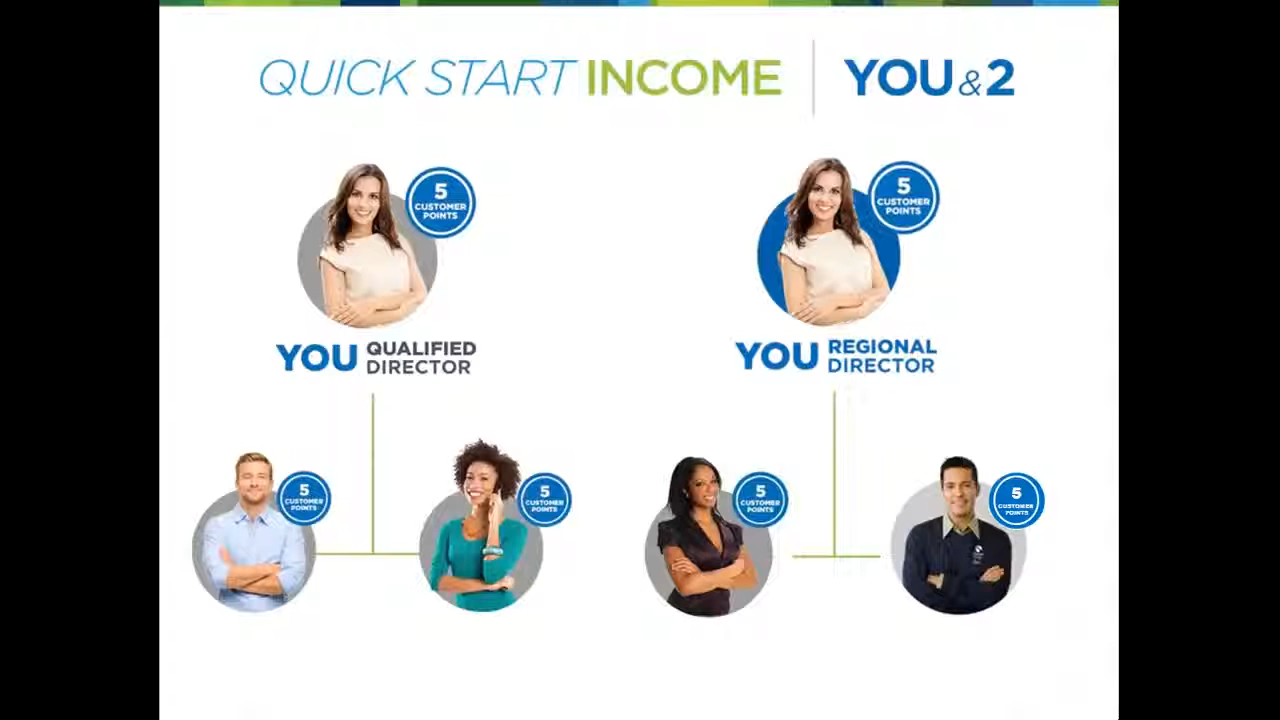 QUICK START INCOME
YOU & 2
5
CUSTOMER
POINTS
5
CUSTOMER
POINTS
YOU QUALIFIED
DIRECTOR
YOU REGIONAL
DIRECTOR
5
CUSTOMER
POINTS
5
CUSTOMER
POINTS
5
CUSTOMER
POINTS
5
CUSTOMER
POINTS